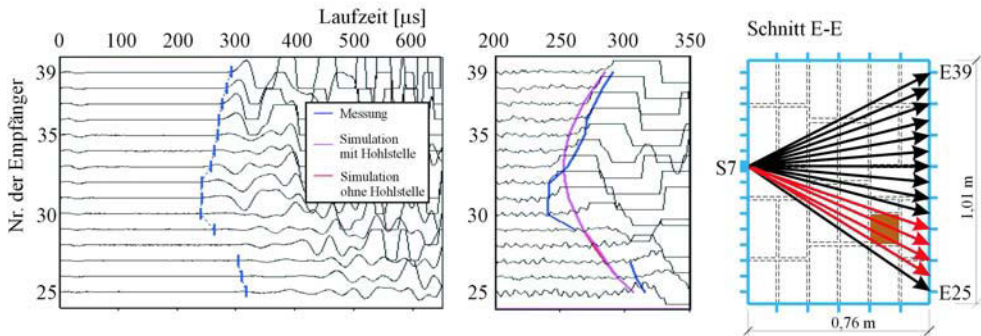 Laufzeit [µs]
0 100 200 300 400 500 600
Nr. der Empfänger
39
35
30
25
Messung
Simulation
mit Hohlstelle
Simulation
ohne Hohlstelle
200 250 300 350
39
35
30
25
Schnitt E-E
E39
S7
E25
1,01 m
0,76 m